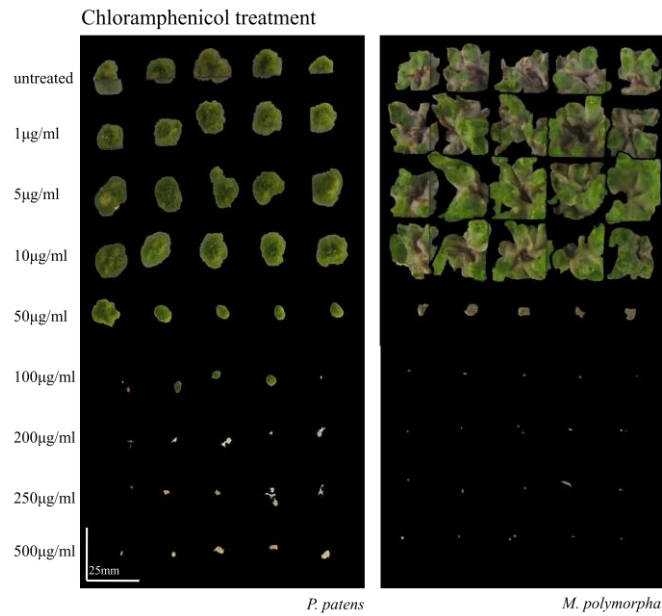 Chloramphenicol treatment
untreated
1μg/ml
5μg/ml
10μg/ml
50μg/ml
100μg/ml
200μg/ml
250μg/ml
500μg/ml
25mm
P. patens
M. polymorpha